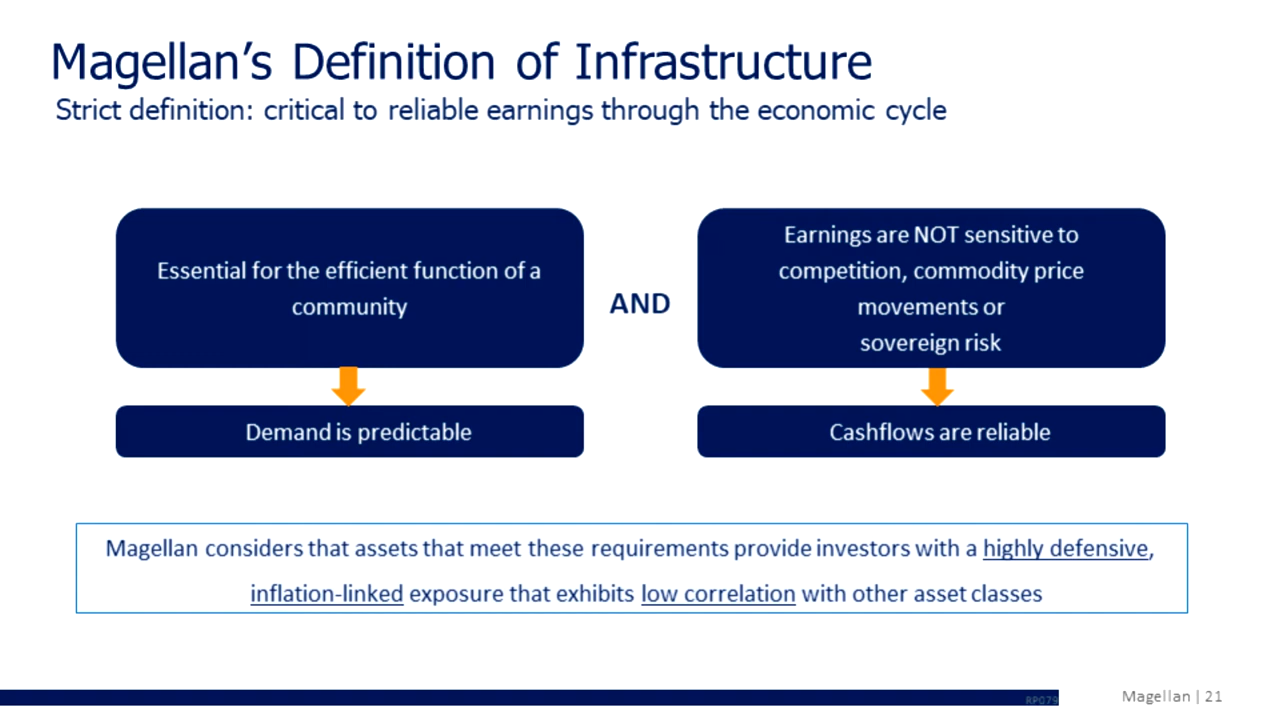 Magellan's Definition of Infrastructure
Strict definition: critical to reliable earnings through the economic cycle
Essential for the efficient function of a
community
AND
Earnings are NOT sensitive to
competition, commodity price
movements or
sovereign risk
Demand is predictable
Cashflows are reliable
Magellan considers that assets that meet these requirements provide investors with a highly defensive,
inflation-linked exposure that exhibits low correlation with other asset classes
RP079
Magellan | 21